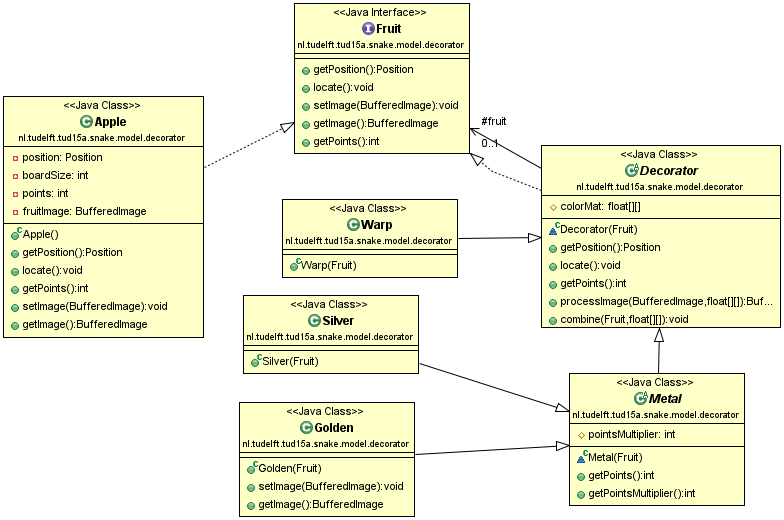 <<Java Interface>>
I Fruit
nl.tudelft.tud15a.snake.model.decorator
getPosition():Position
locate():void
setImage(BufferedImage):void
getImage():BufferedImage
getPoints():int
<<Java Class>>
C Apple
nl.tudelft.tud15a.snake.model.decorator
position: Position
boardSize: int
points: int
fruitImage: BufferedImage
C Apple()
getPosition():Position
locate():void
getPoints():int
setImage(BufferedImage):void
getImage():BufferedImage
#fruit
0..1
<<Java Class>>
C A Decorator
nl.tudelft.tud15a.snake.model.decorator
colorMat: float[][]
C Decorator(Fruit)
getPosition():Position
locate():void
getPoints():int
processImage(BufferedImage,float[][]):Buf...
combine(Fruit,float[][]):void
<<Java Class>>
C Warp
nl.tudelft.tud15a.snake.model.decorator
C Warp(Fruit)
<<Java Class>>
C Silver
nl.tudelft.tud15a.snake.model.decorator
C Silver(Fruit)
<<Java Class>>
C Golden
nl.tudelft.tud15a.snake.model.decorator
C Golden(Fruit)
setImage(BufferedImage):void
getImage():BufferedImage
<<Java Class>>
C A Metal
nl.tudelft.tud15a.snake.model.decorator
pointsMultiplier: int
C Metal(Fruit)
getPoints():int
getPointsMultiplier():int